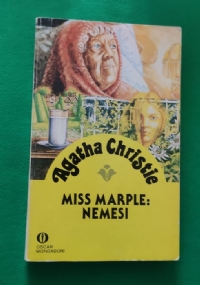 Agatha Christie
MISS MARPLE:
NEMESI
OSCAR
MONDADORI